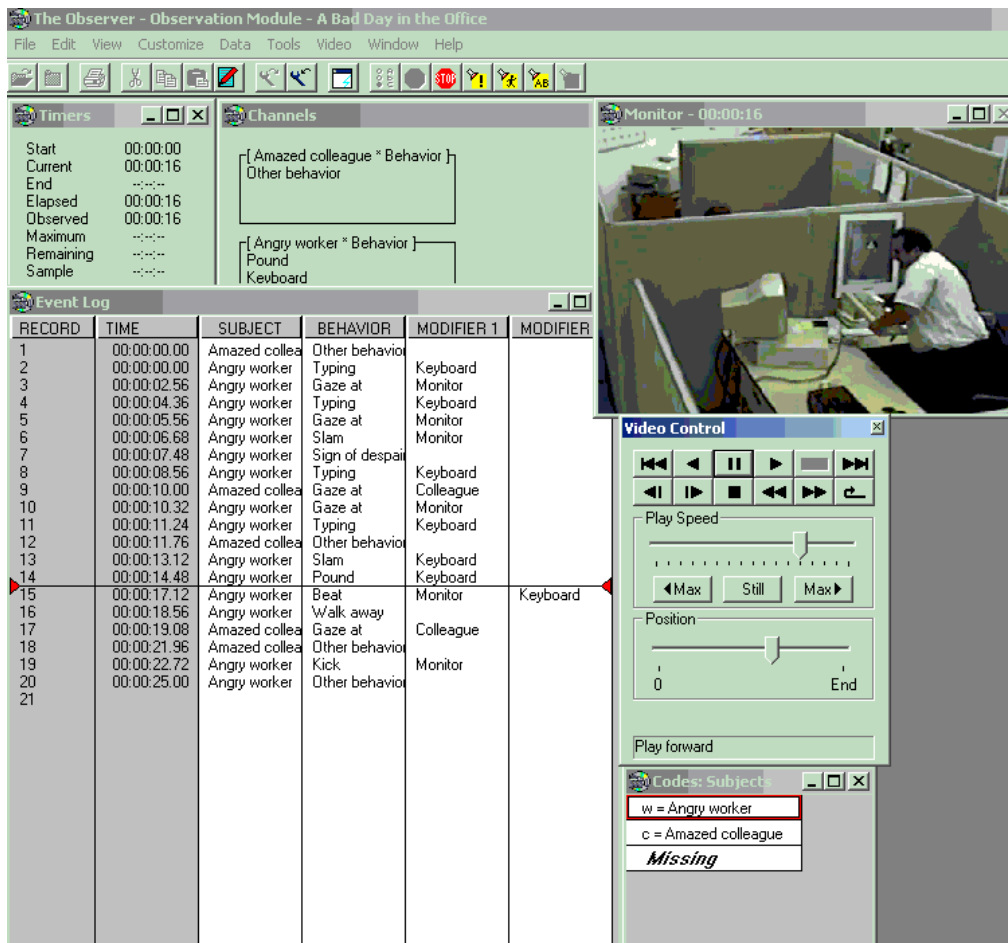 The Observer - Observation Module - A Bad Day in the Office
File Edit View Customize Data Tools Video Window Help
STOP
AB
Timers
Start 00:00:00
Current 00:00:16
End --:--:--
Elapsed 00:00:16
Observed 00:00:16
Maximum --:--:--
Remaining --:--:--
Sample --:--:--
Channels
[ Amazed colleague * Behavior ]
Other behavior
[ Angry worker * Behavior ]
Pound
Keyboard
Monitor - 00:00:16
Event Log
RECORD TIME SUBJECT BEHAVIOR MODIFIER 1 MODIFIER
1 00:00:00.00 Amazed collea Other behavior
2 00:00:00.00 Angry worker Typing Keyboard
3 00:00:02.56 Angry worker Gaze at Monitor
4 00:00:04.36 Angry worker Typing Keyboard
5 00:00:05.56 Angry worker Gaze at Monitor
6 00:00:06.68 Angry worker Slam Monitor
7 00:00:07.48 Angry worker Sign of despai
8 00:00:08.56 Angry worker Typing Keyboard
9 00:00:10.00 Amazed collea Gaze at Colleague
10 00:00:10.32 Angry worker Gaze at Monitor
11 00:00:11.24 Angry worker Typing Keyboard
12 00:00:11.76 Amazed collea Other behavior
13 00:00:13.12 Angry worker Slam Keyboard
14 00:00:14.48 Angry worker Pound Keyboard
15 00:00:17.12 Angry worker Beat Monitor Keyboard
16 00:00:18.56 Angry worker Walk away
17 00:00:19.08 Amazed collea Gaze at Colleague
18 00:00:21.96 Amazed collea Other behavior
19 00:00:22.72 Angry worker Kick Monitor
20 00:00:25.00 Angry worker Other behavior
21
Video Control
Play Speed
Max Still Max
Position
0 End
Play forward
Codes: Subjects
w = Angry worker
c = Amazed colleague
Missing